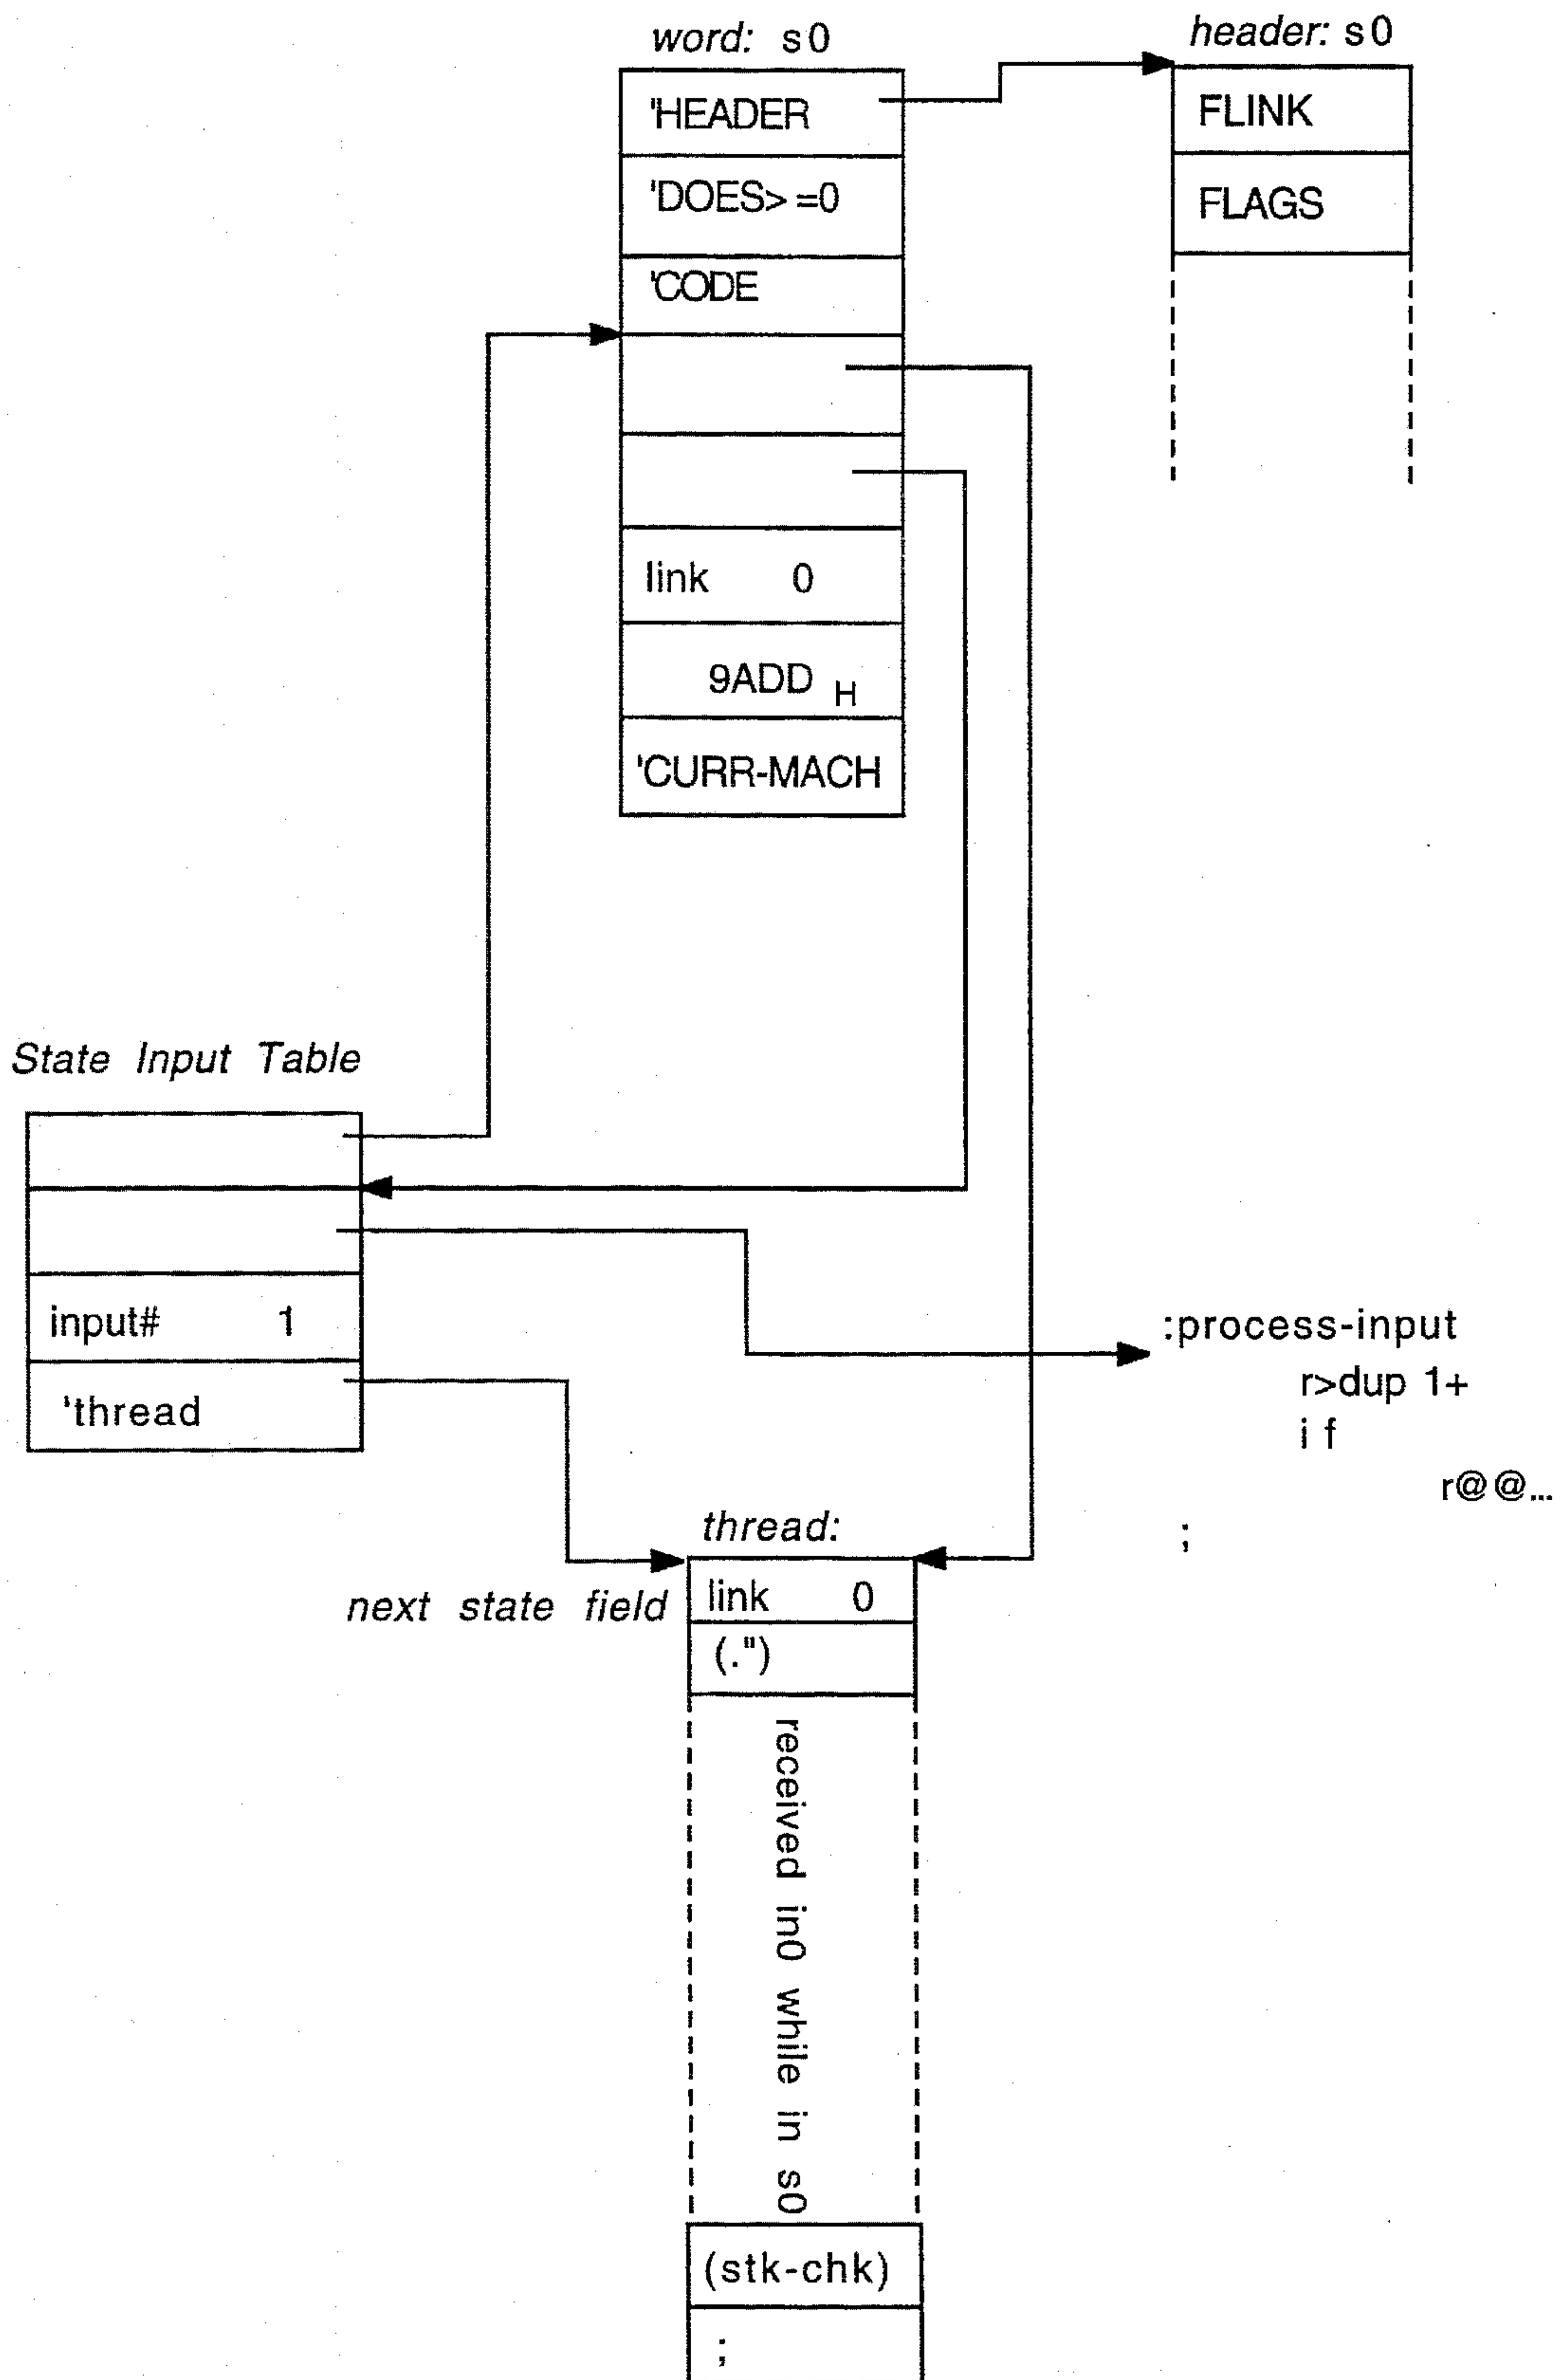 word: s0
'HEADER
'DOES> =0
'CODE
link 0
9ADD H
'CURR-MACH
header: s0
FLINK
FLAGS
State Input Table
input# 1
'thread
:process-input
r>dup 1+
if
r@@...
;
thread:
next state field
link 0
(.")
received in0 while in s0
(stk-chk)
;